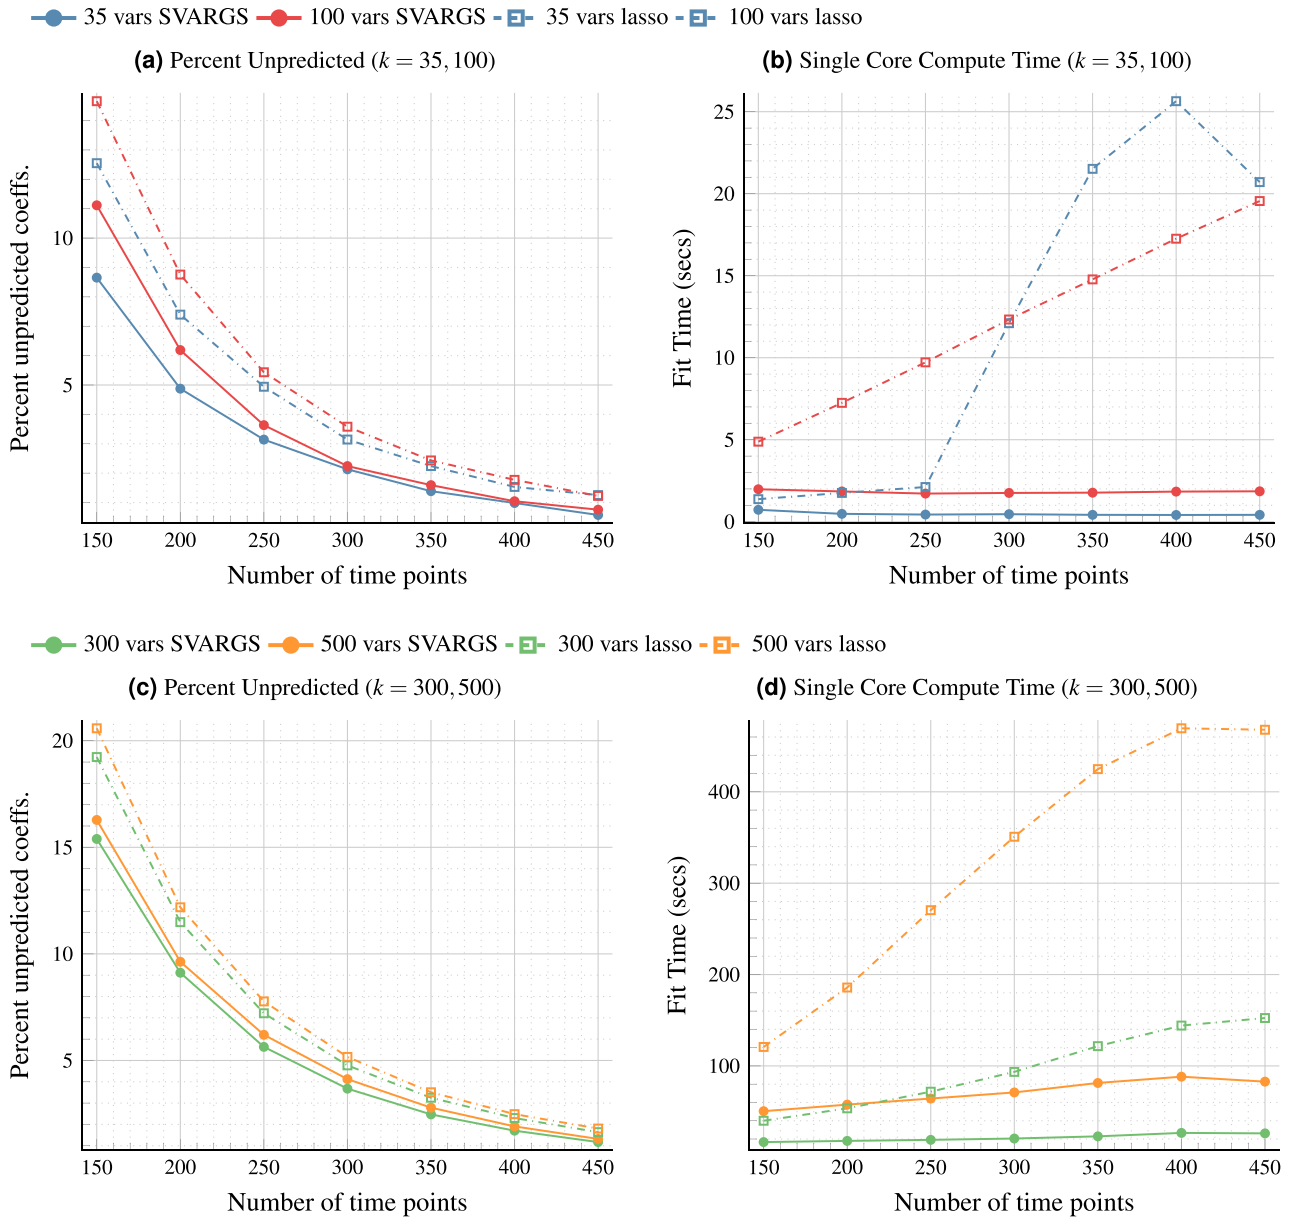 35 vars SVARGS 100 vars SVARGS 35 vars lasso 100 vars lasso
(a) Percent Unpredicted (k = 35, 100)
Percent unpredicted coeffs.
10
5
150 200 250 300 350 400 450
Number of time points
(b) Single Core Compute Time (k = 35, 100)
Fit Time (secs)
25
20
15
10
5
0
150 200 250 300 350 400 450
Number of time points
300 vars SVARGS 500 vars SVARGS 300 vars lasso 500 vars lasso
(c) Percent Unpredicted (k = 300, 500)
Percent unpredicted coeffs.
20
15
10
5
150 200 250 300 350 400 450
Number of time points
(d) Single Core Compute Time (k = 300, 500)
Fit Time (secs)
400
300
200
100
150 200 250 300 350 400 450
Number of time points